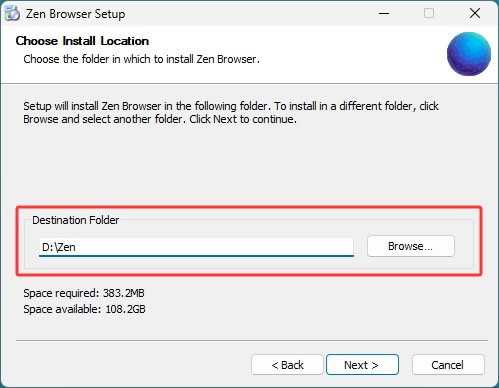 Zen Browser Setup
Choose Install Location
Choose the folder in which to install Zen Browser.
Setup will install Zen Browser in the following folder. To install in a different folder, click
Browse and select another folder. Click Next to continue.
Destination Folder
D:\Zen
Browse...
Space required: 383.2MB
Space available: 108.2GB
< Back
Next >
Cancel